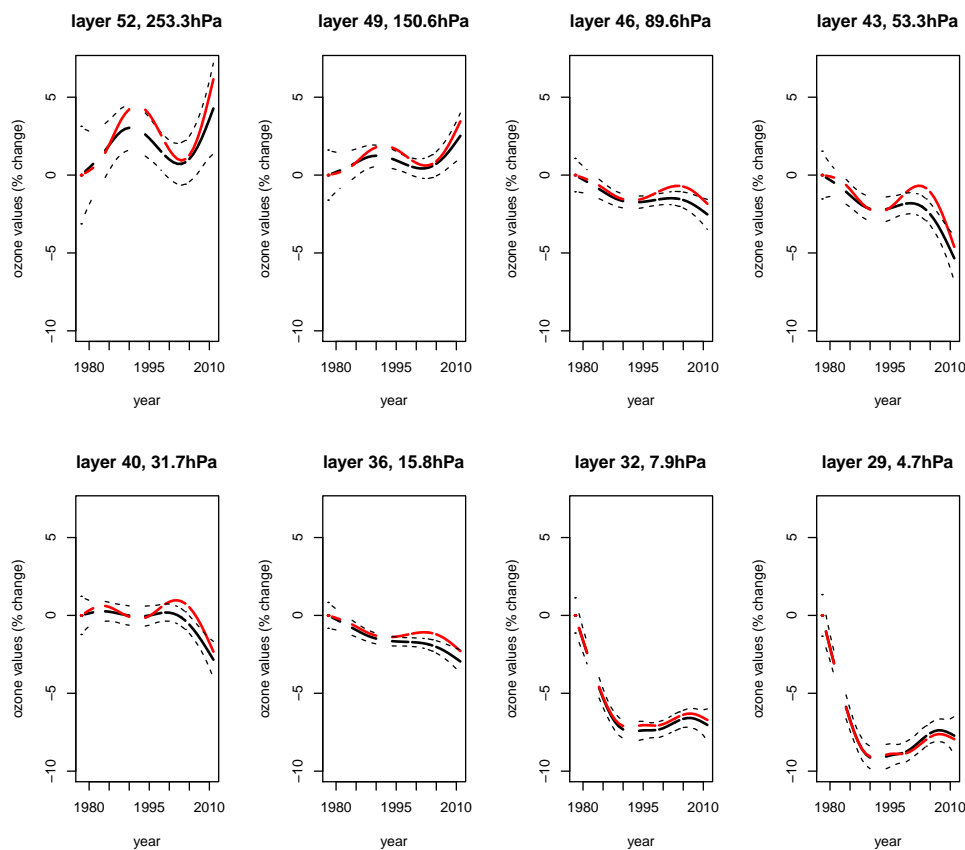 layer 52, 253.3hPa
ozone values (% change)
5
0
−5
−10
1980 1995 2010
year
layer 49, 150.6hPa
ozone values (% change)
5
0
−5
−10
1980 1995 2010
year
layer 46, 89.6hPa
ozone values (% change)
5
0
−5
−10
1980 1995 2010
year
layer 43, 53.3hPa
ozone values (% change)
5
0
−5
−10
1980 1995 2010
year
layer 40, 31.7hPa
ozone values (% change)
5
0
−5
−10
1980 1995 2010
year
layer 36, 15.8hPa
ozone values (% change)
5
0
−5
−10
1980 1995 2010
year
layer 32, 7.9hPa
ozone values (% change)
5
0
−5
−10
1980 1995 2010
year
layer 29, 4.7hPa
ozone values (% change)
5
0
−5
−10
1980 1995 2010
year